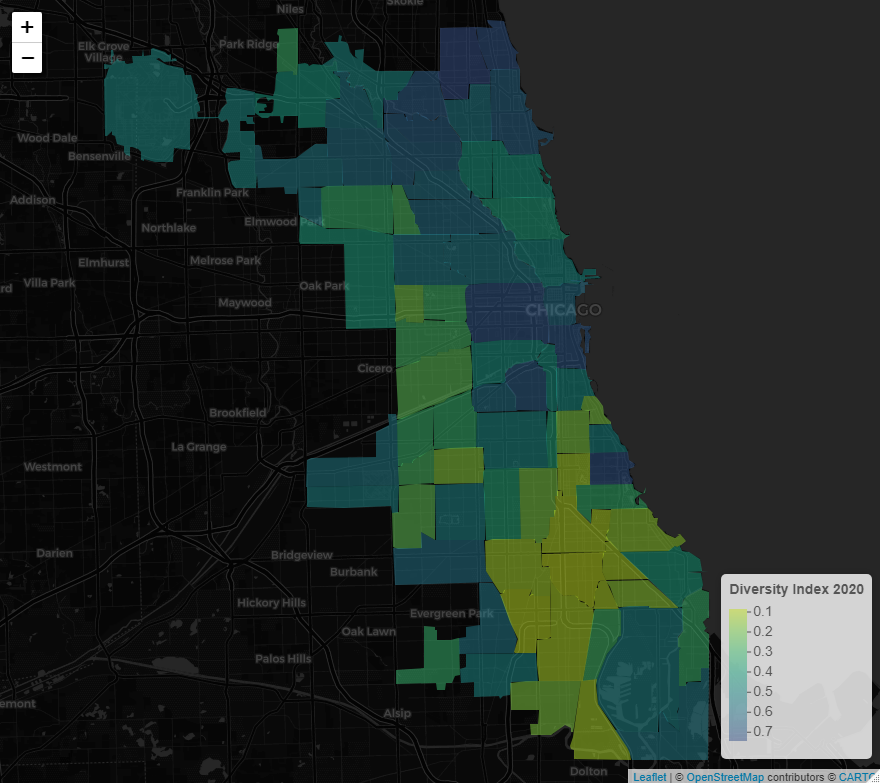 Niles
Skokie
+
−
Elk Grove
Village
Park Ridge
Wood Dale
Bensenville
Addison
Franklin Park
Northlake
Elmwood Park
Elmhurst
Melrose Park
Villa Park
Oak Park
Maywood
CHICAGO
Cicero
Brookfield
La Grange
Westmont
Darien
Bridgeview
Burbank
Hickory Hills
Evergreen Park
Oak Lawn
Palos Hills
Alsip
Dolton
Diversity Index 2020
0.1
0.2
0.3
0.4
0.5
0.6
0.7
Leaflet | © OpenStreetMap contributors © CARTO